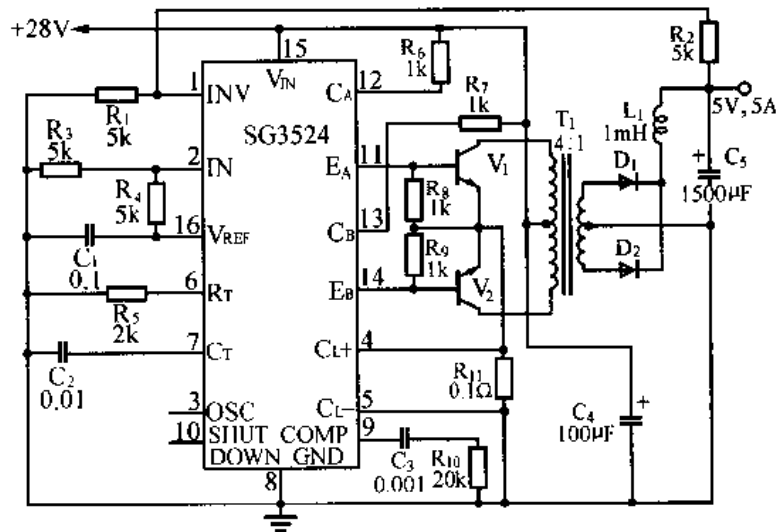 +28V
15
VIN
1
INV
SG3524
R1
5k
R3
5k
2
IN
R4
5k
16
VREF
C1
0.1
6
RT
R5
2k
7
CT
C2
0.01
3
OSC
10
SHUT
DOWN
COMP
GND
8
R6
1k
CA
12
R7
1k
EA
11
R8
1k
CB
13
R9
1k
EB
14
V1
V2
CL+
4
R11
0.1Ω
CL−
5
9
C3
0.001
R10
20k
T1
4:1
D1
D2
L1
1mH
R2
5k
5V, 5A
+
C5
1500μF
+
C4
100μF